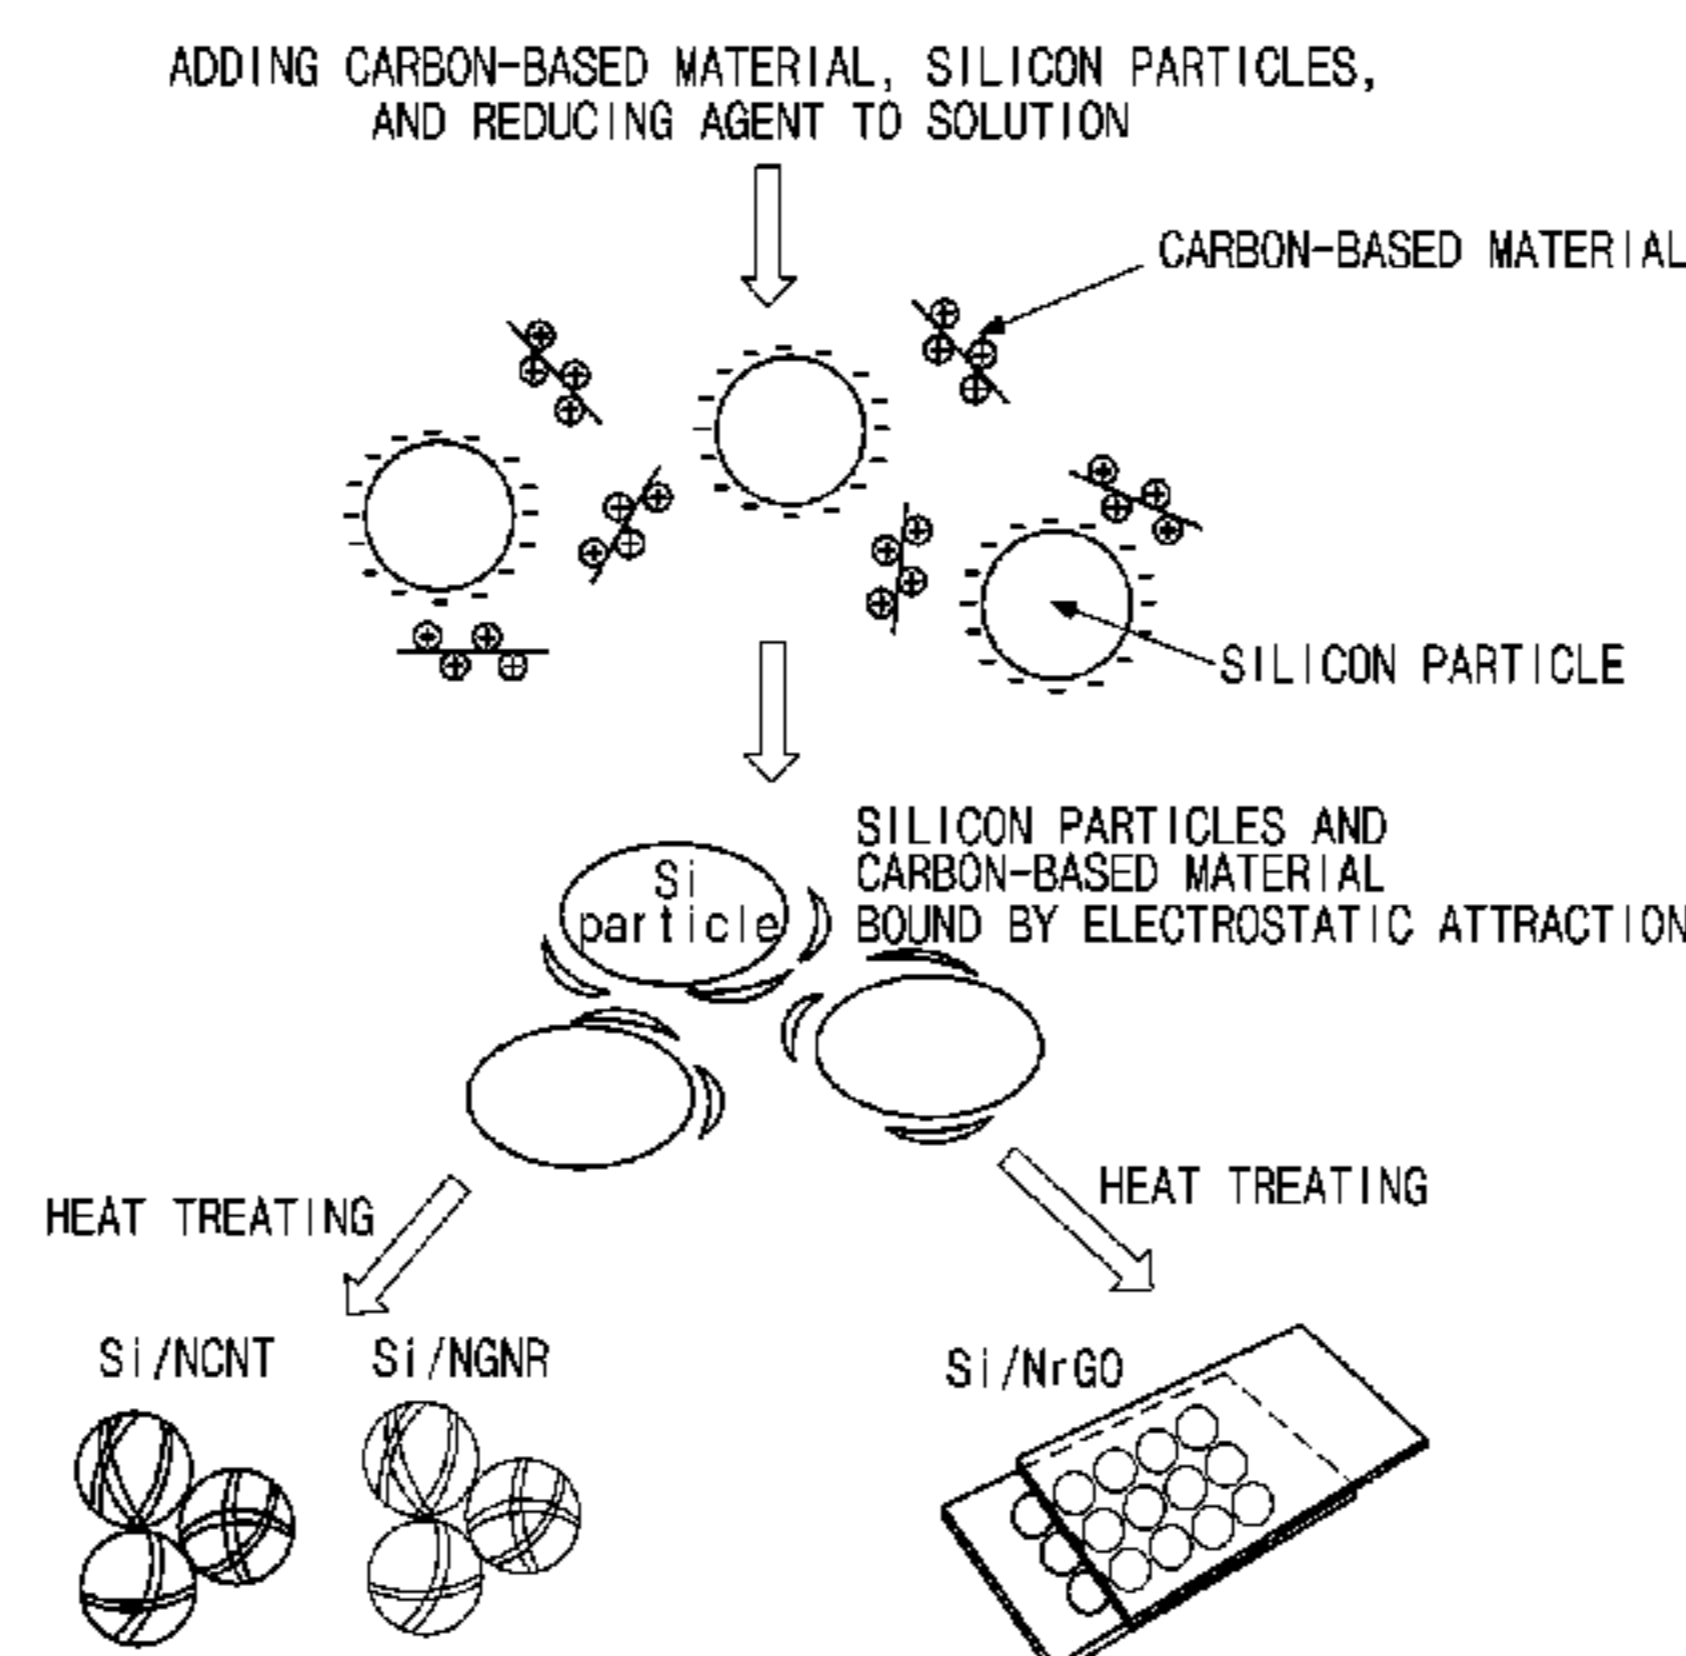 ADDING CARBON-BASED MATERIAL, SILICON PARTICLES,
AND REDUCING AGENT TO SOLUTION
CARBON-BASED MATERIAL
SILICON PARTICLE
SILICON PARTICLES AND
CARBON-BASED MATERIAL
BOUND BY ELECTROSTATIC ATTRACTION
Si
particle
HEAT TREATING
HEAT TREATING
Si/NCNT
Si/NGNR
Si/NrGO